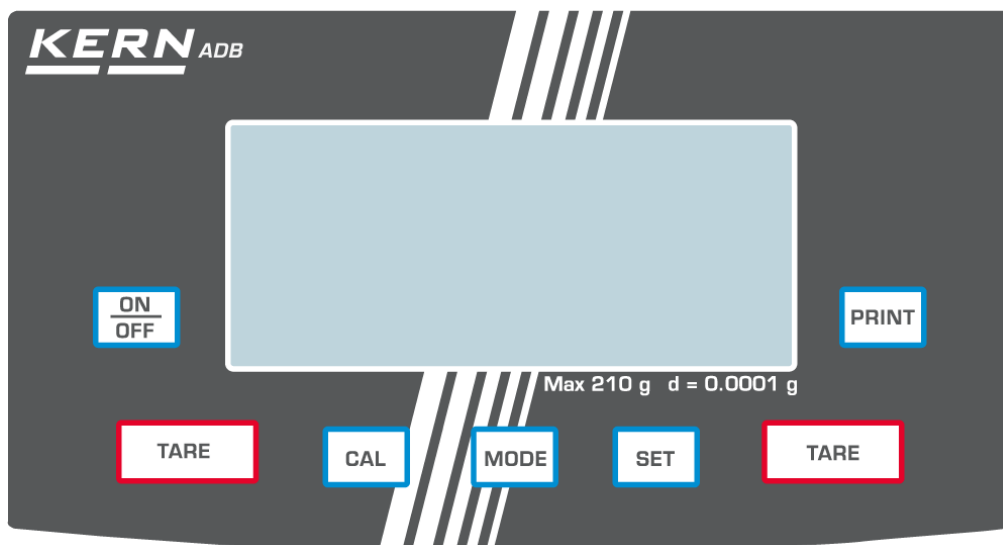 KERN ADB
ON
OFF
PRINT
Max 210 g d = 0.0001 g
TARE
CAL
MODE
SET
TARE